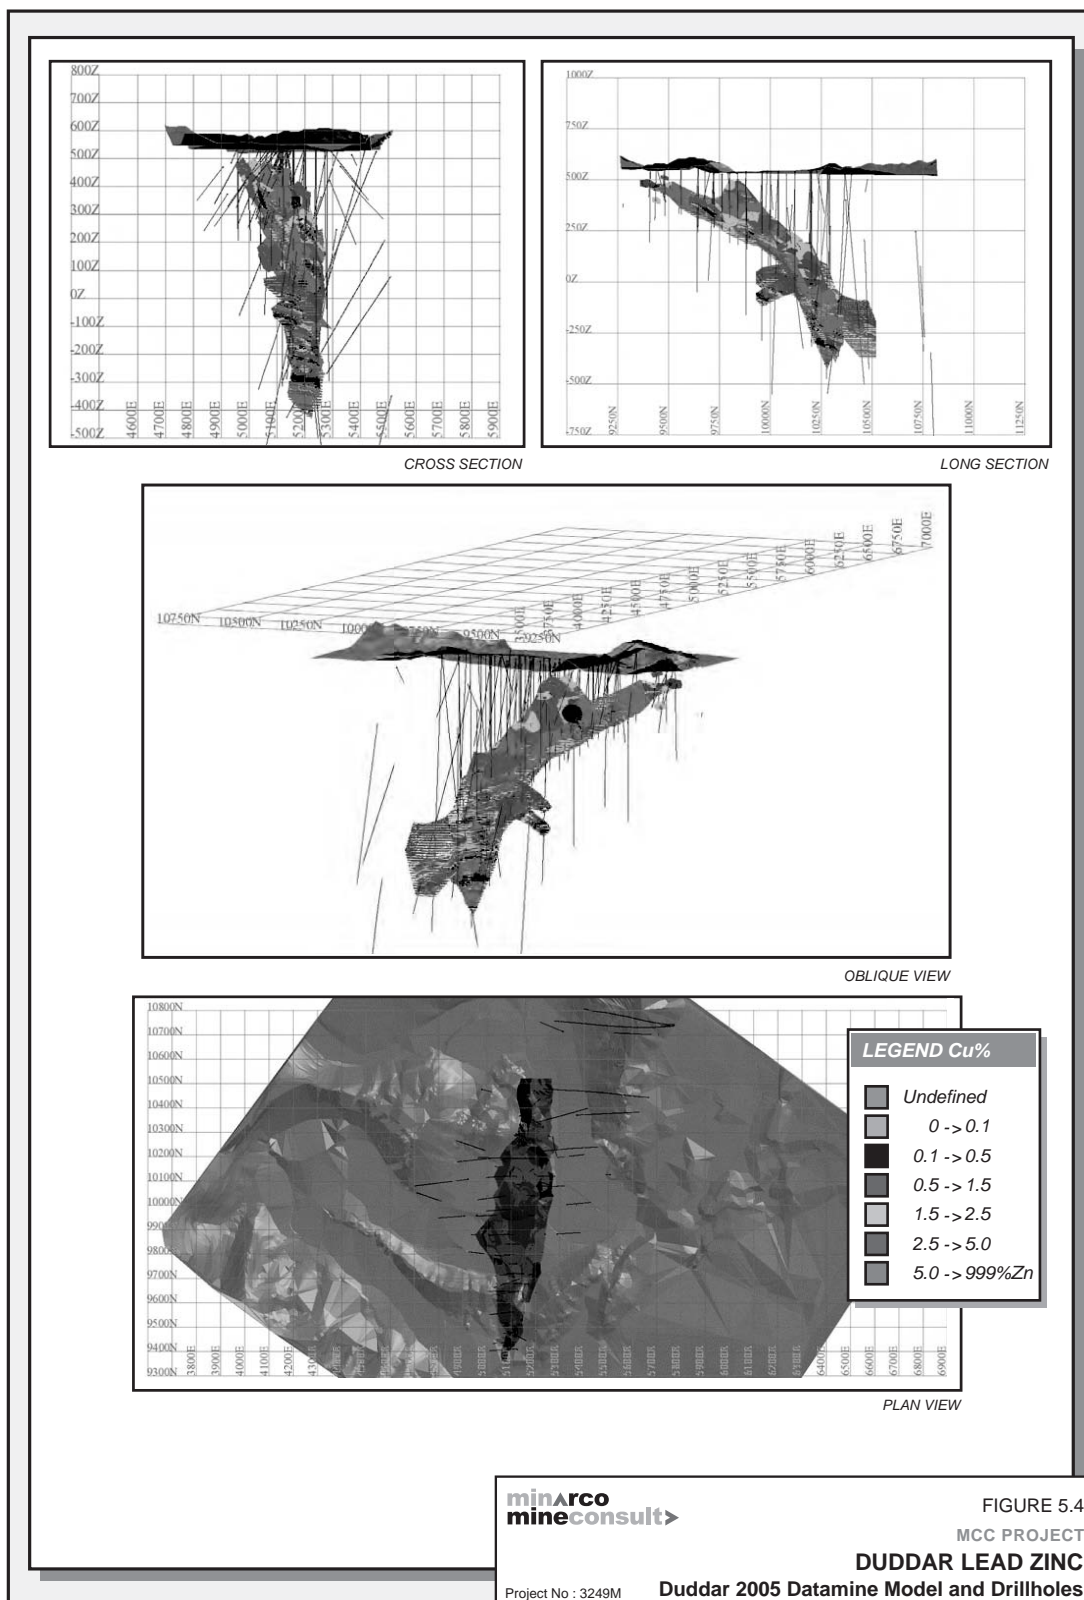 800Z
700Z
600Z
500Z
400Z
300Z
200Z
100Z
0Z
-100Z
-200Z
-300Z
-400Z
-500Z
4600E
4700E
4800E
4900E
5000E
5100E
5200E
5300E
5400E
5500E
5600E
5700E
5800E
5900E
CROSS SECTION
1000Z
750Z
500Z
250Z
0Z
-250Z
-500Z
-750Z
9250N
9500N
9750N
10000N
10250N
10500N
10750N
11000N
11250N
LONG SECTION
10750N
10500N
10250N
9500N
9250N
4000E
4250E
4500E
4750E
5000E
5250E
5500E
5750E
6000E
6250E
6500E
6750E
7000E
OBLIQUE VIEW
10800N
10700N
10600N
10500N
10400N
10300N
10200N
10100N
10000N
9900N
9800N
9700N
9600N
9500N
9400N
9300N
3800E
3900E
4000E
4100E
4200E
6400E
6500E
6600E
6700E
6800E
6900E
PLAN VIEW
LEGEND Cu%
Undefined
0 -> 0.1
0.1 -> 0.5
0.5 -> 1.5
1.5 -> 2.5
2.5 -> 5.0
5.0 -> 999%Zn
minarco
mineconsult
FIGURE 5.4
MCC PROJECT
DUDDAR LEAD ZINC
Project No : 3249M
Duddar 2005 Datamine Model and Drillholes